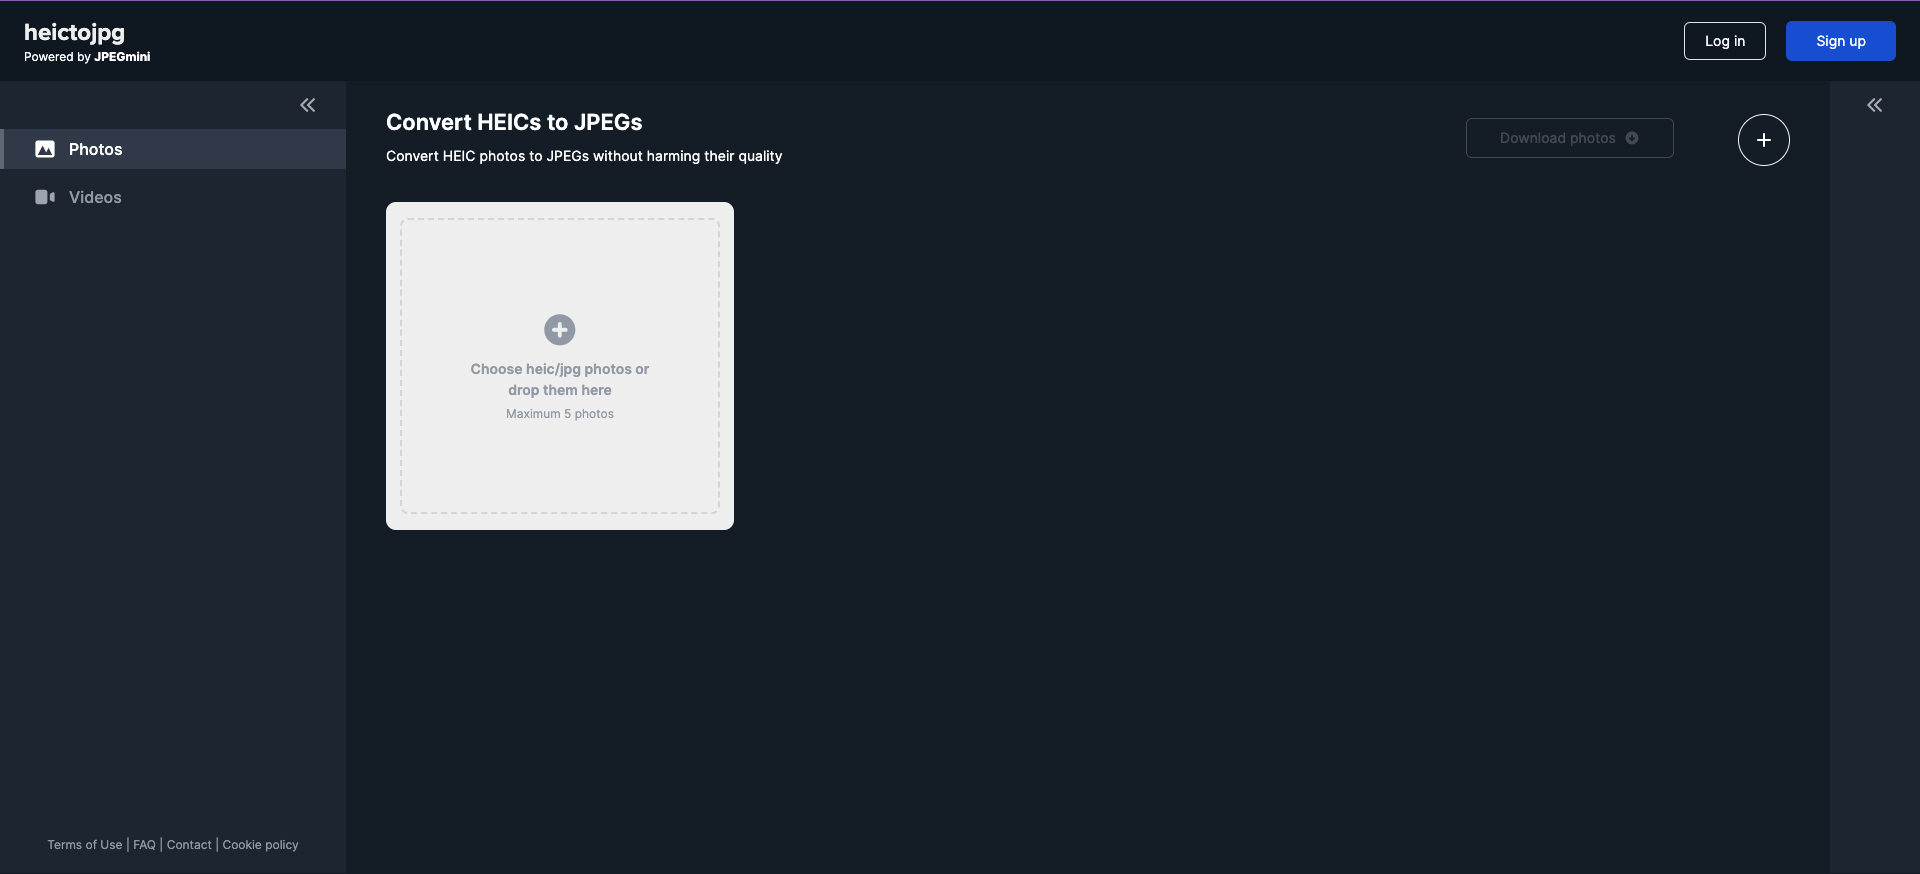 heictojpg
Powered by JPEGmini
Log in
Sign up
Photos
Videos
Convert HEICs to JPEGs
Convert HEIC photos to JPEGs without harming their quality
Download photos
Choose heic/jpg photos or
drop them here
Maximum 5 photos
Terms of Use | FAQ | Contact | Cookie policy